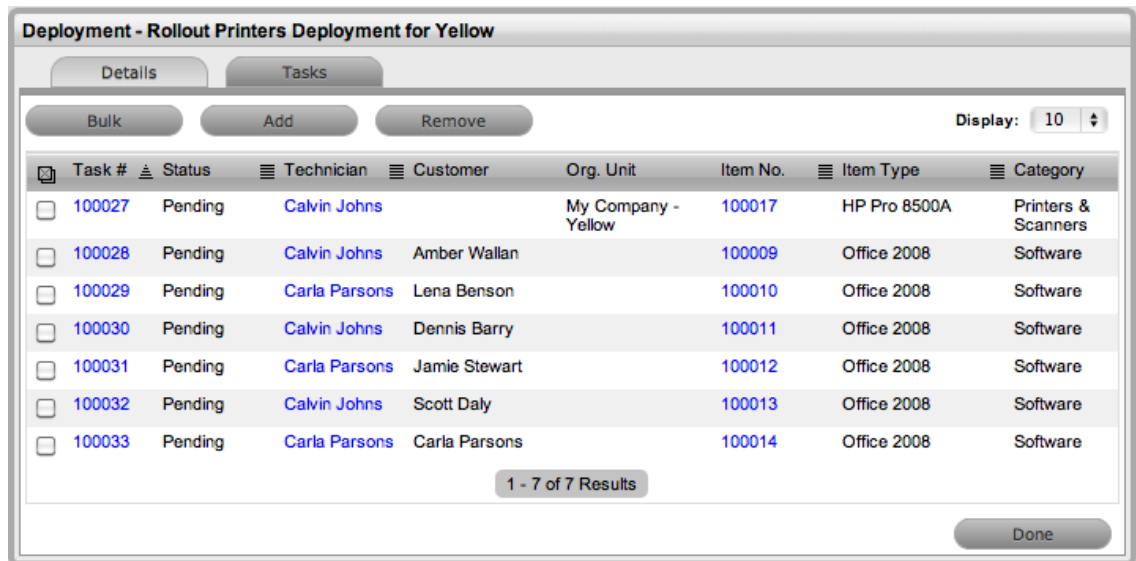 Deployment - Rollout Printers Deployment for Yellow
Details Tasks
Bulk Add Remove Display: 10
Task # Status Technician Customer Org. Unit Item No. Item Type Category
100027 Pending Calvin Johns My Company - 100017 HP Pro 8500A Printers &
Yellow Scanners
100028 Pending Calvin Johns Amber Wallan 100009 Office 2008 Software
100029 Pending Carla Parsons Lena Benson 100010 Office 2008 Software
100030 Pending Calvin Johns Dennis Barry 100011 Office 2008 Software
100031 Pending Carla Parsons Jamie Stewart 100012 Office 2008 Software
100032 Pending Calvin Johns Scott Daly 100013 Office 2008 Software
100033 Pending Carla Parsons Carla Parsons 100014 Office 2008 Software
1 - 7 of 7 Results
Done